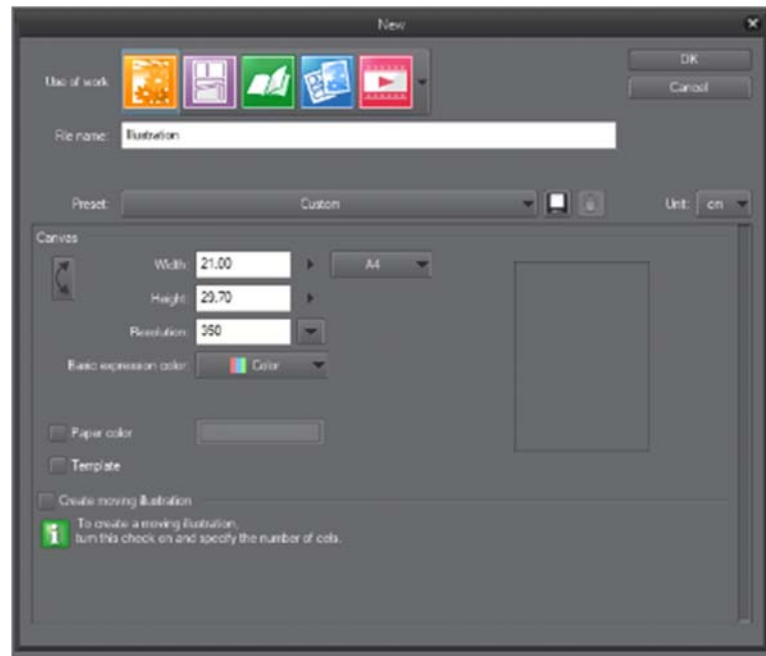 New
OK
Use of work
Cancel
File name: Illustration
Preset: Custom Unit: cm
Canvas
Width: 21.00 A4
Height: 29.70
Resolution: 350
Basic expression color: Color
Paper color
Template
Create moving illustration
To create a moving illustration,
turn this check on and specify the number of cels.